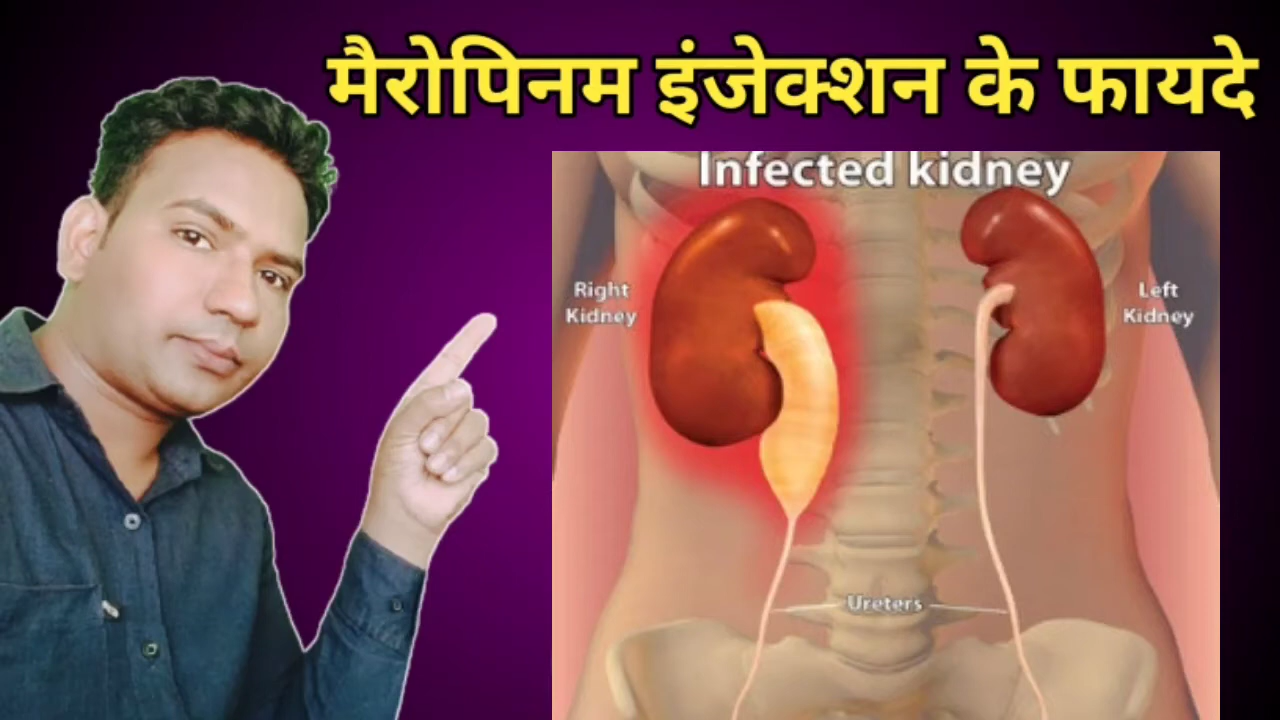 मैरोपिनम इंजेक्शन के फायदे
Infected kidney
Right
Kidney
Left
Kidney
Ureters